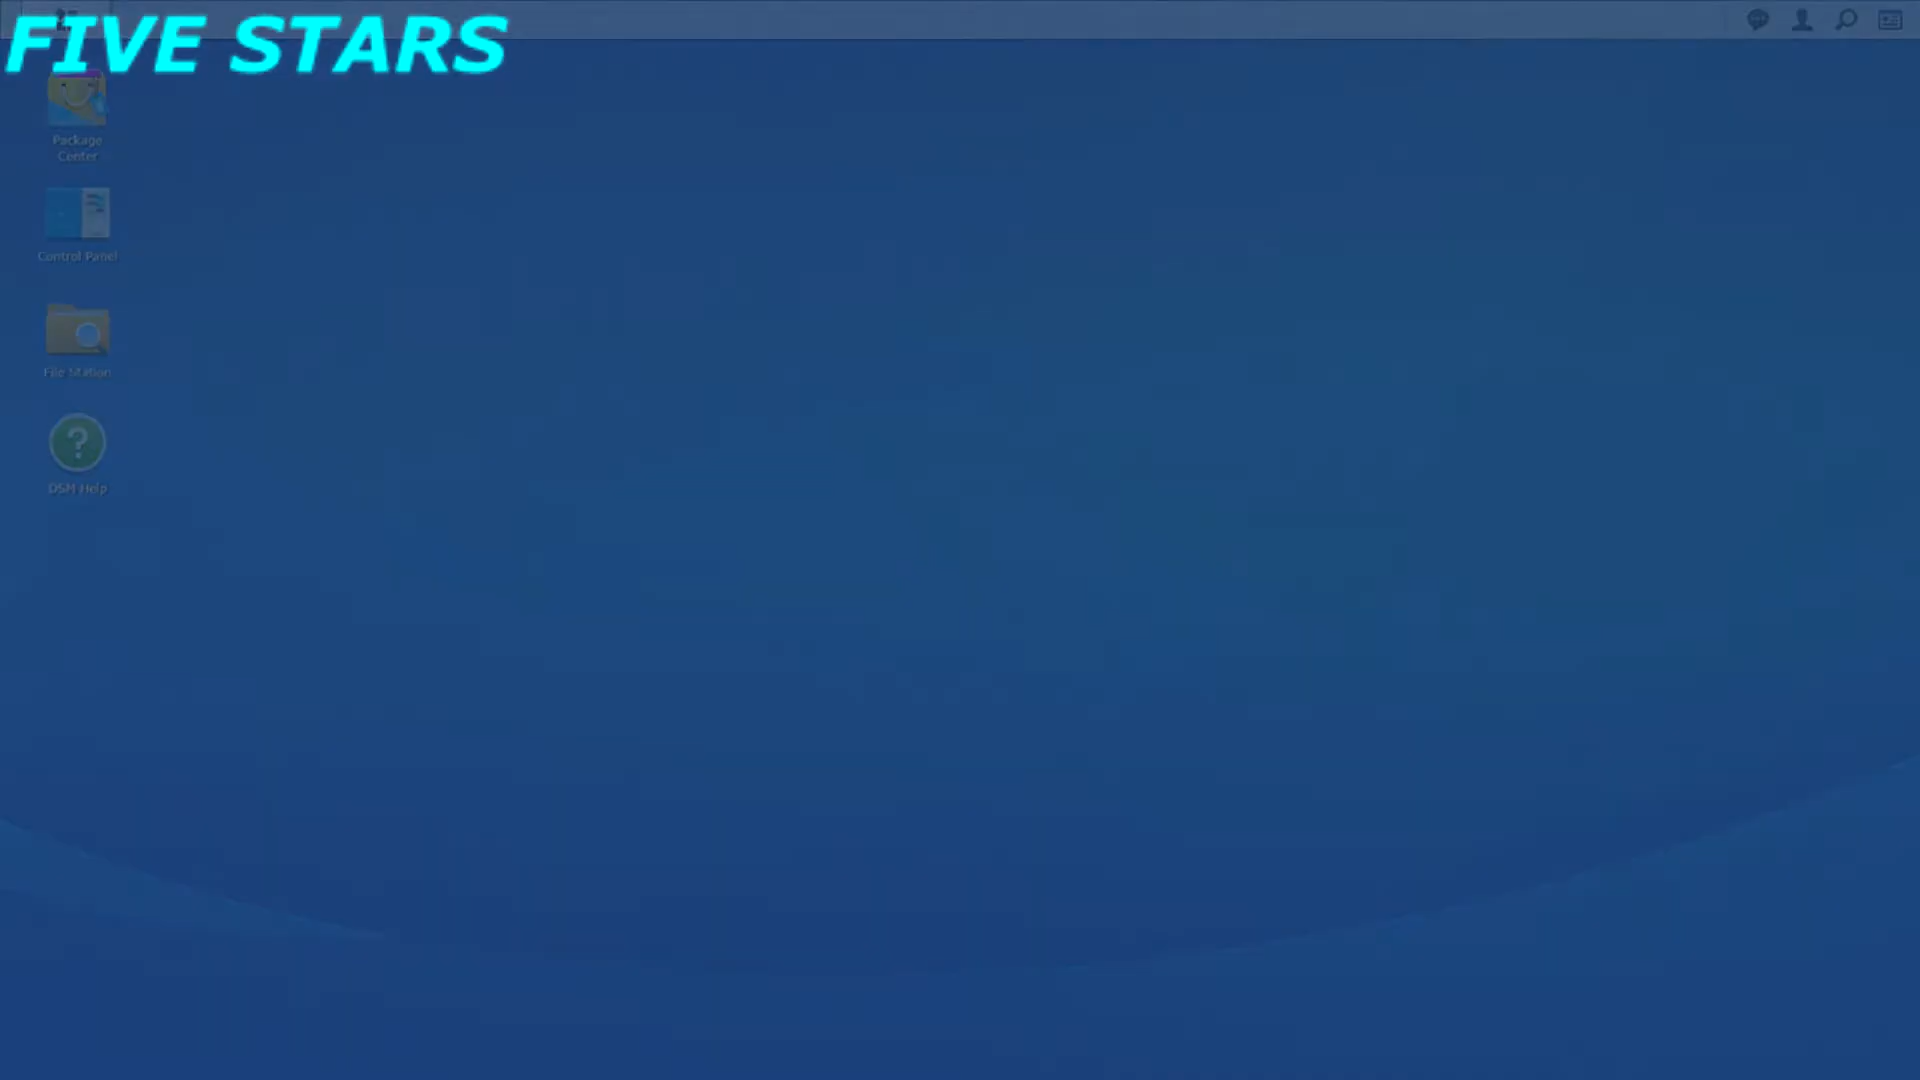 FIVE STARS
Package
Center
Control Panel
File Station
DSM Help